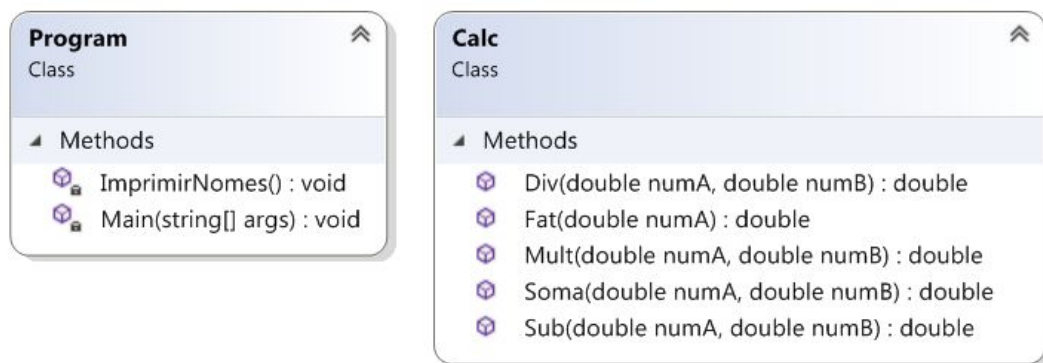 Program
Class
Methods
ImprimirNomes() : void
Main(string[] args) : void
Calc
Class
Methods
Div(double numA, double numB) : double
Fat(double numA) : double
Mult(double numA, double numB) : double
Soma(double numA, double numB) : double
Sub(double numA, double numB) : double